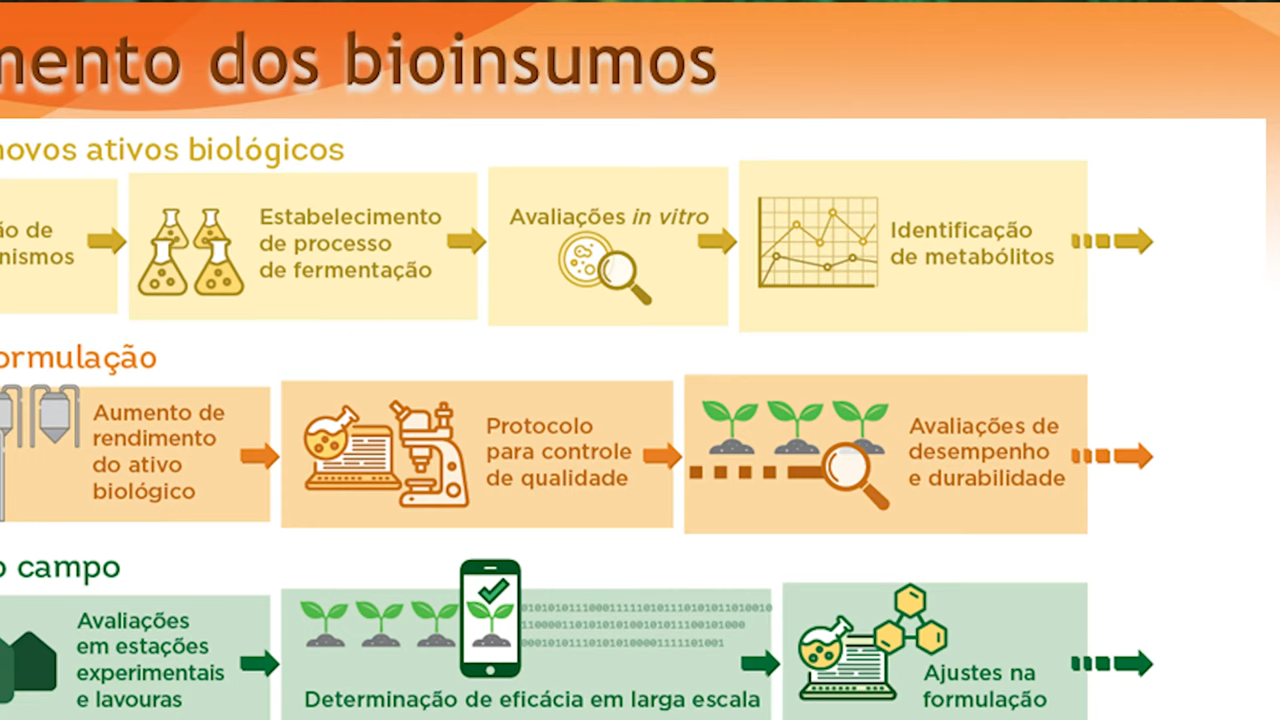 mento dos bioinsumos
novos ativos biológicos
ão de
nismos
Estabelecimento
de processo
de fermentação
Avaliações in vitro
Identificação
de metabólitos
ormulação
Aumento de
rendimento
do ativo
biológico
Protocolo
para controle
de qualidade
Avaliações de
desempenho
e durabilidade
o campo
Avaliações
em estações
experimentais
e lavouras
Determinação de eficácia em larga escala
Ajustes na
formulação